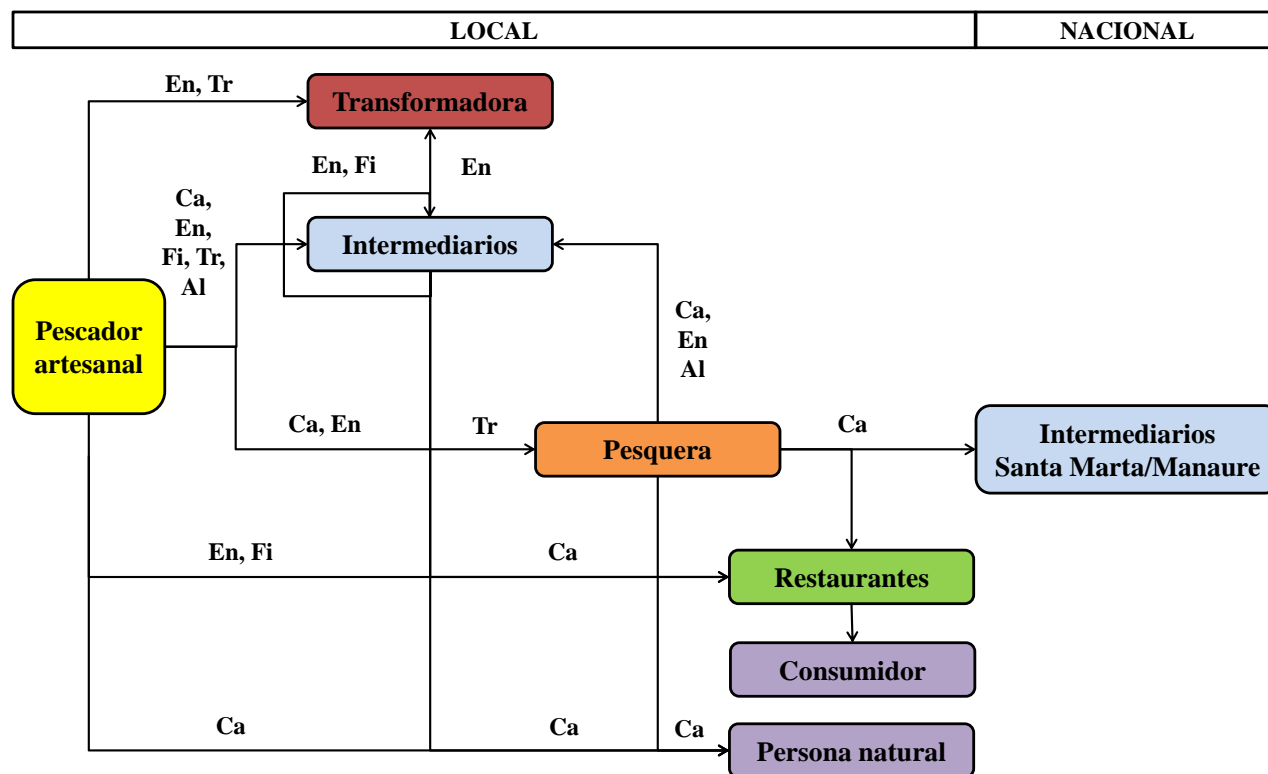 LOCAL
NACIONAL
En, Tr
Transformadora
En, Fi
En
Ca,
En,
Fi, Tr,
Al
Intermediarios
Pescador
artesanal
Ca,
En
Al
Ca, En
Tr
Pesquera
Ca
Intermediarios
Santa Marta/Manaure
En, Fi
Ca
Restaurantes
Consumidor
Ca
Ca
Ca
Persona natural